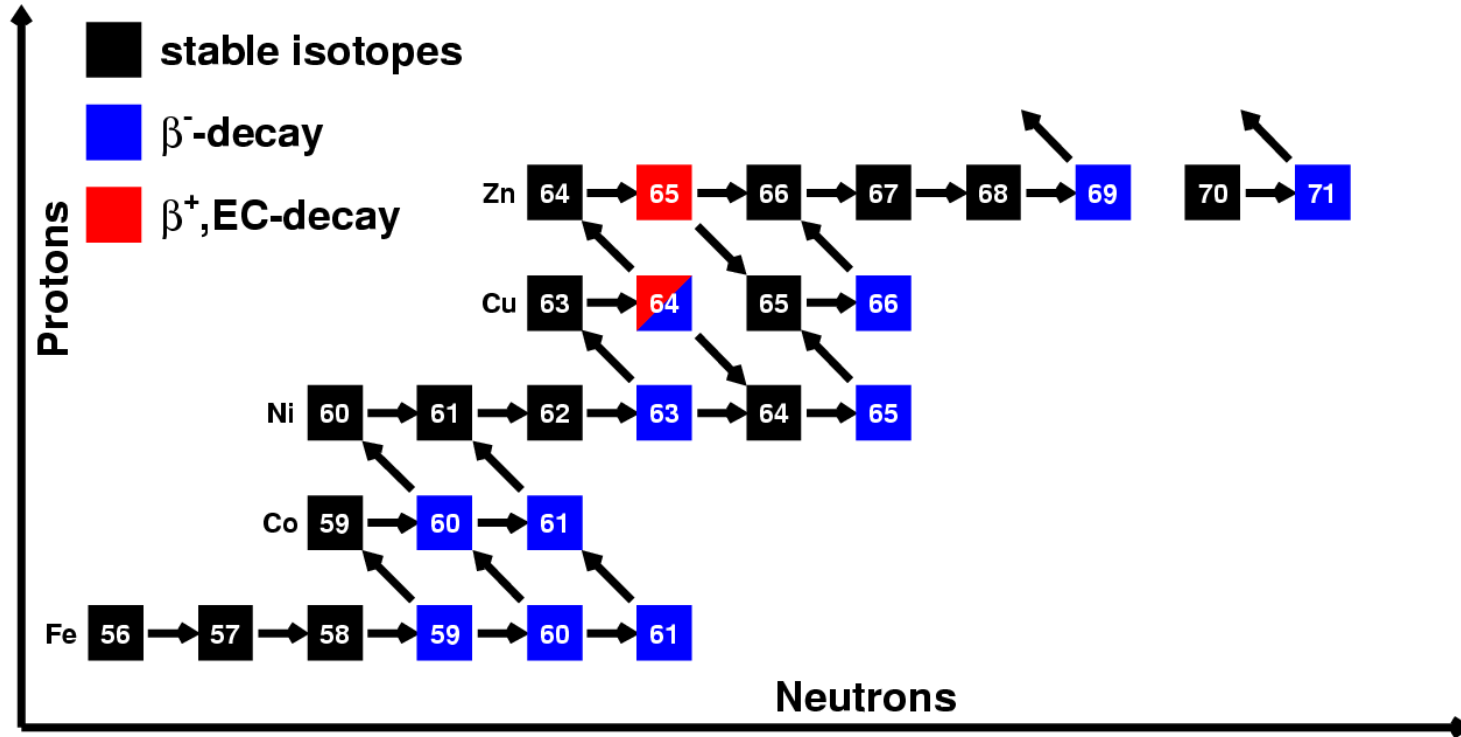 stable isotopes
β⁻-decay
β⁺,EC-decay
Protons
Zn 64 65 66 67 68 69 70 71
Cu 63 64 65 66
Ni 60 61 62 63 64 65
Co 59 60 61
Fe 56 57 58 59 60 61
Neutrons